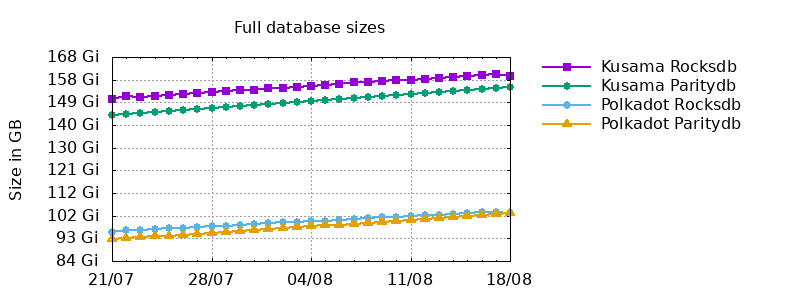 Full database sizes
168 Gi
158 Gi
149 Gi
140 Gi
130 Gi
121 Gi
112 Gi
102 Gi
93 Gi
84 Gi
Size in GB
21/07 28/07 04/08 11/08 18/08
Kusama Rocksdb
Kusama Paritydb
Polkadot Rocksdb
Polkadot Paritydb